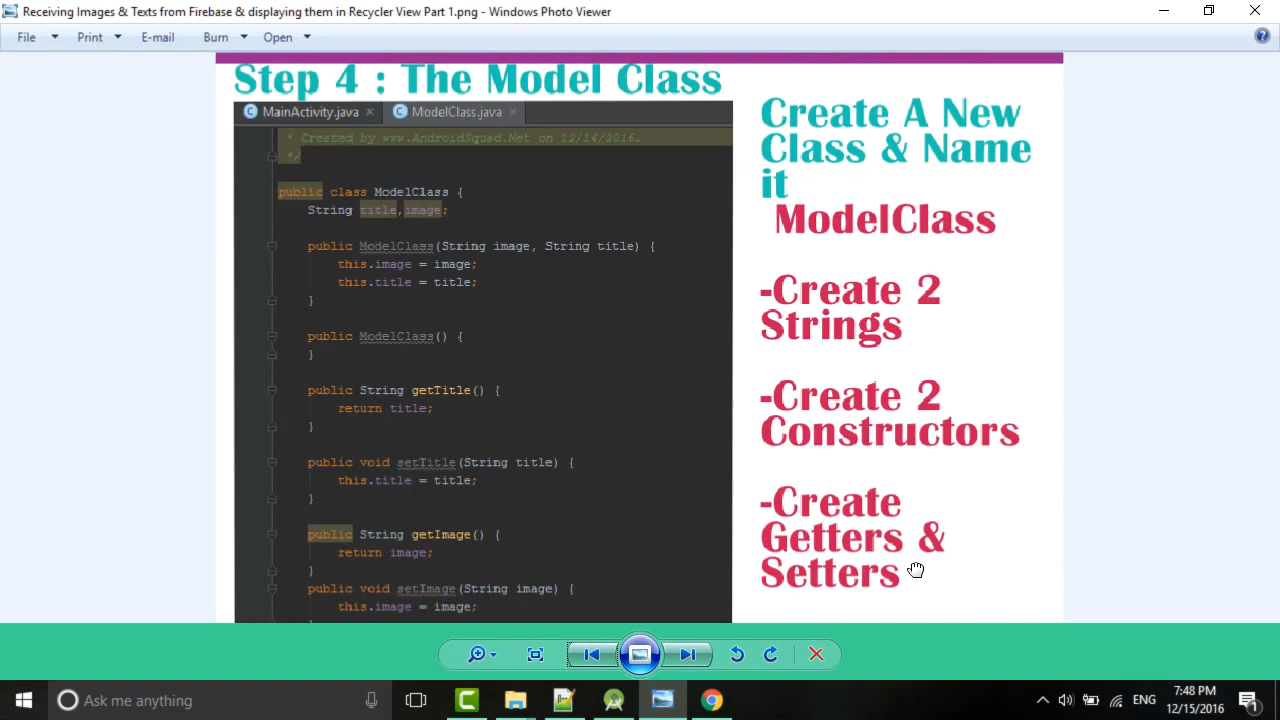 Receiving Images & Texts from Firebase & displaying them in Recycler View Part 1.png - Windows Photo Viewer
File Print E-mail Burn Open
Step 4 : The Model Class
MainActivity.java ModelClass.java
* Created by www.AndroidSquad.Net on 12/14/2016.
*/
public class ModelClass {
String title,image;
public ModelClass(String image, String title) {
this.image = image;
this.title = title;
}
public ModelClass() {
}
public String getTitle() {
return title;
}
public void setTitle(String title) {
this.title = title;
}
public String getImage() {
return image;
}
public void setImage(String image) {
this.image = image;
Create A New
Class & Name
it
ModelClass
-Create 2
Strings
-Create 2
Constructors
-Create
Getters &
Setters
Ask me anything
ENG
7:48 PM
12/15/2016
1